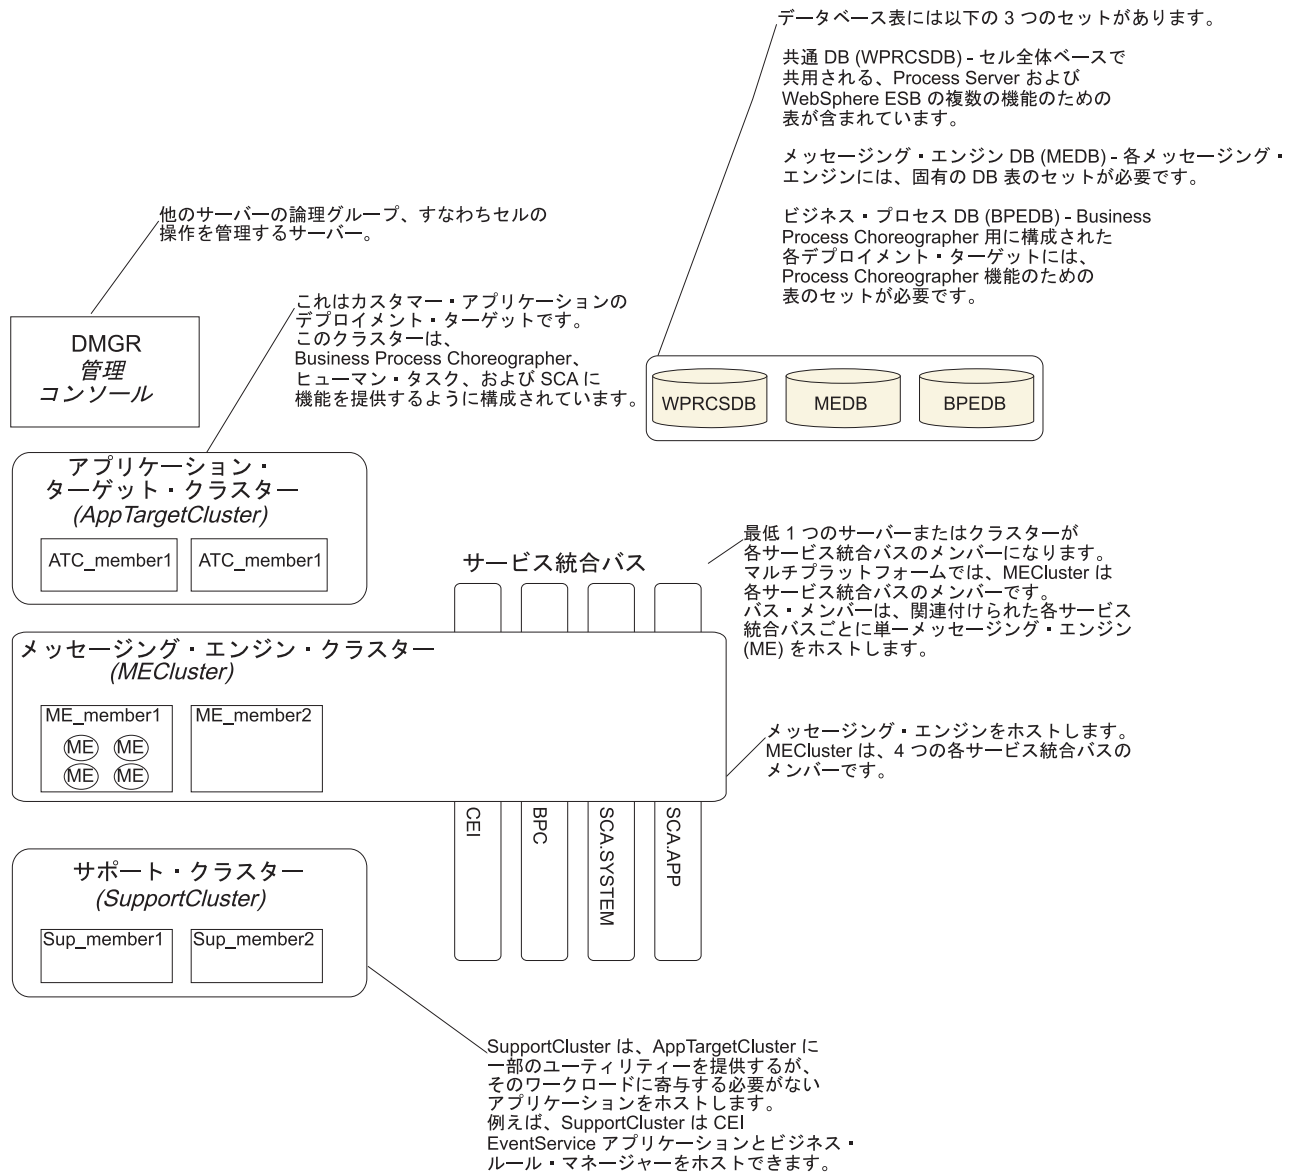 データベース表には以下の 3 つのセットがあります。
共通 DB (WPRCSDB) - セル全体ベースで
共用される、Process Server および
WebSphere ESB の複数の機能のための
表が含まれています。
メッセージング・エンジン DB (MEDB) - 各メッセージング・
エンジンには、固有の DB 表のセットが必要です。
ビジネス・プロセス DB (BPEDB) - Business
Process Choreographer 用に構成された
各デプロイメント・ターゲットには、
Process Choreographer 機能のための
表のセットが必要です。
他のサーバーの論理グループ、すなわちセルの
操作を管理するサーバー。
これはカスタマー・アプリケーションの
デプロイメント・ターゲットです。
このクラスターは、
Business Process Choreographer、
ヒューマン・タスク、および SCA に
機能を提供するように構成されています。
DMGR
管理
コンソール
WPRCSDB
MEDB
BPEDB
アプリケーション・
ターゲット・クラスター
(AppTargetCluster)
ATC_member1
ATC_member1
サービス統合バス
最低 1 つのサーバーまたはクラスターが
各サービス統合バスのメンバーになります。
マルチプラットフォームでは、MECluster は
各サービス統合バスのメンバーです。
バス・メンバーは、関連付けられた各サービス
統合バスごとに単一メッセージング・エンジン
(ME) をホストします。
メッセージング・エンジン・クラスター
(MECluster)
ME_member1
ME
ME
ME
ME
ME_member2
メッセージング・エンジンをホストします。
MECluster は、4 つの各サービス統合バスの
メンバーです。
CEI
BPC
SCA.SYSTEM
SCA.APP
サポート・クラスター
(SupportCluster)
Sup_member1
Sup_member2
SupportCluster は、AppTargetCluster に
一部のユーティリティーを提供するが、
そのワークロードに寄与する必要がない
アプリケーションをホストします。
例えば、SupportCluster は CEI
EventService アプリケーションとビジネス・
ルール・マネージャーをホストできます。